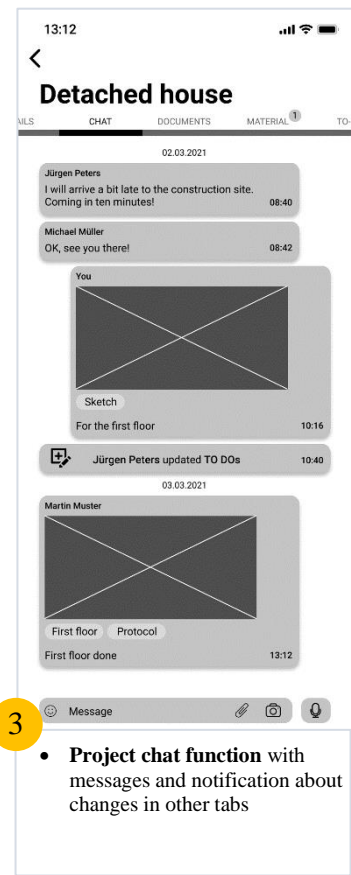 13:12
Detached house
AILS CHAT DOCUMENTS MATERIAL 1 TO-
02.03.2021
Jürgen Peters
I will arrive a bit late to the construction site.
Coming in ten minutes! 08:40
Michael Müller
OK, see you there! 08:42
You
Sketch
For the first floor 10:16
Jürgen Peters updated TO DOs 10:40
03.03.2021
Martin Muster
First floor Protocol
First floor done 13:12
Message
3
• Project chat function with
messages and notification about
changes in other tabs